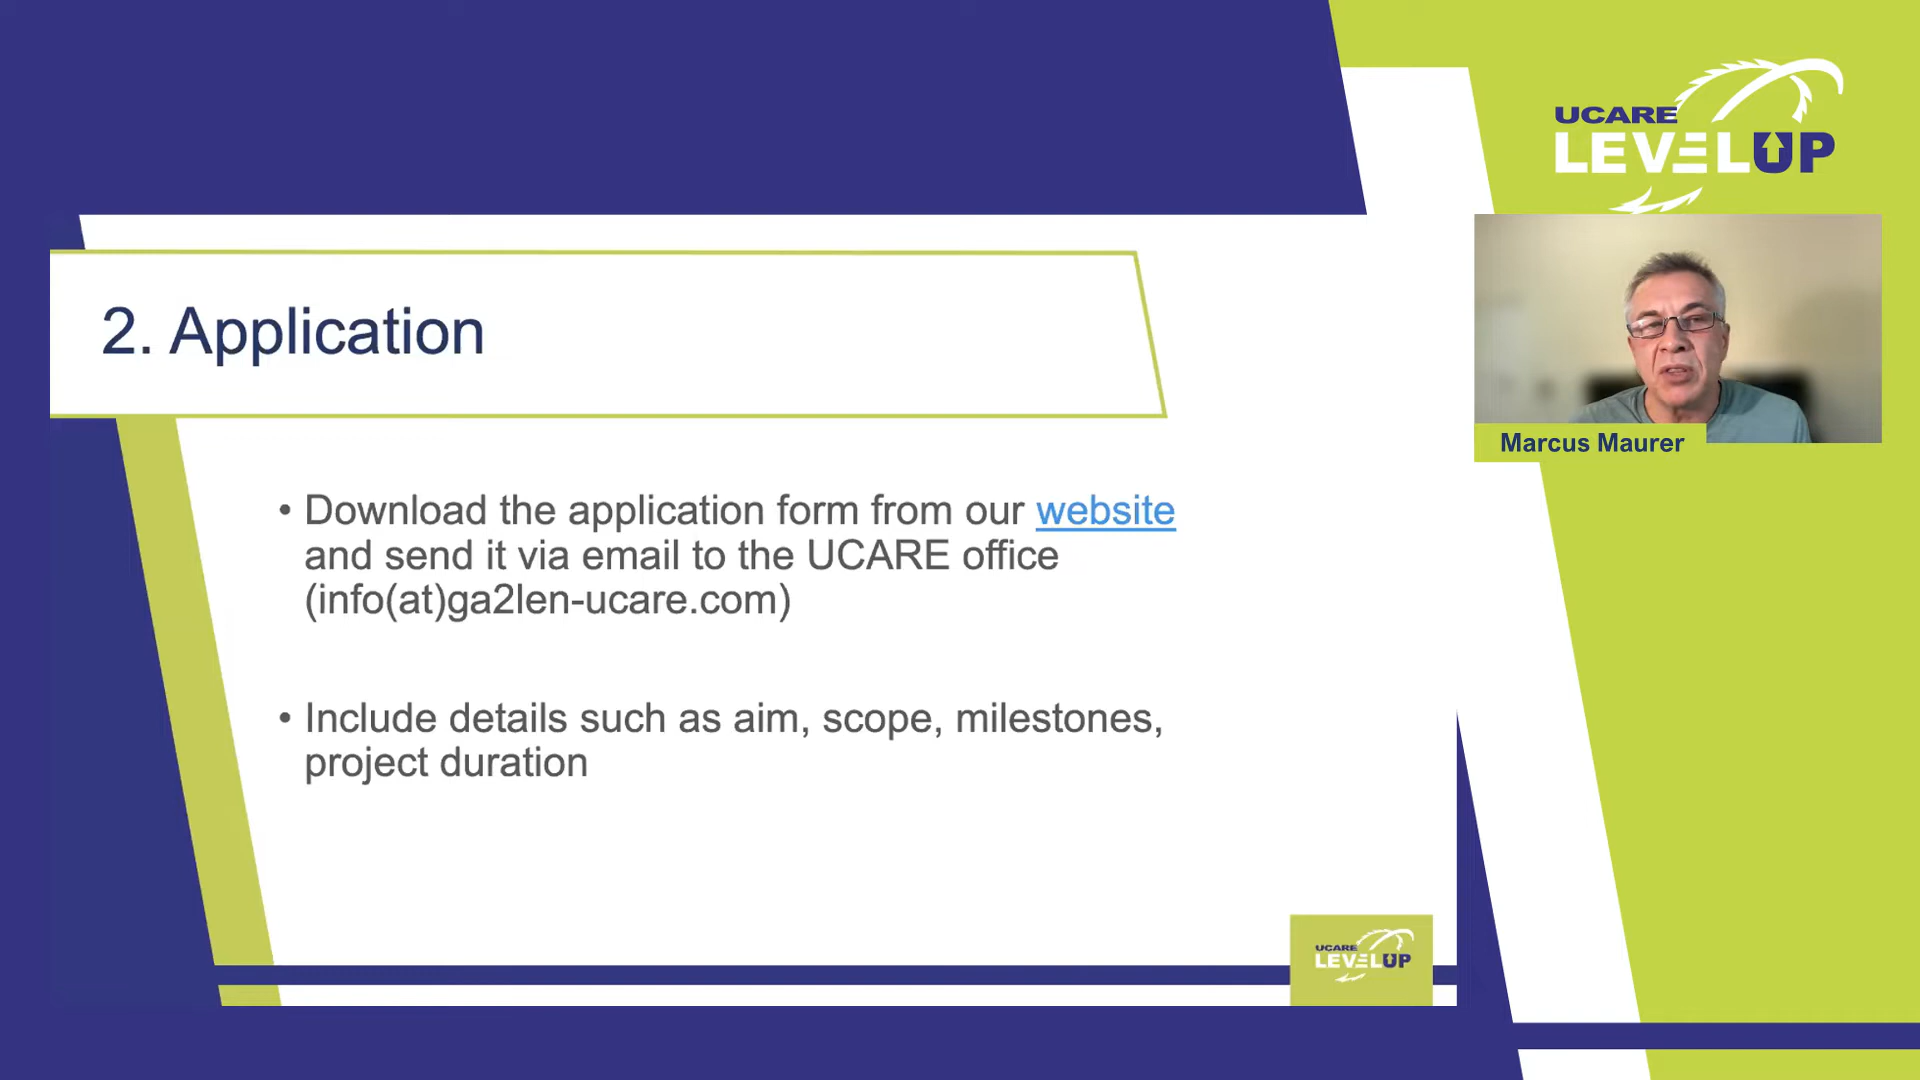 UCARE
LEVELUP
2. Application
Marcus Maurer
• Download the application form from our website
and send it via email to the UCARE office
(info(at)ga2len-ucare.com)
• Include details such as aim, scope, milestones,
project duration
UCARE
LEVELUP